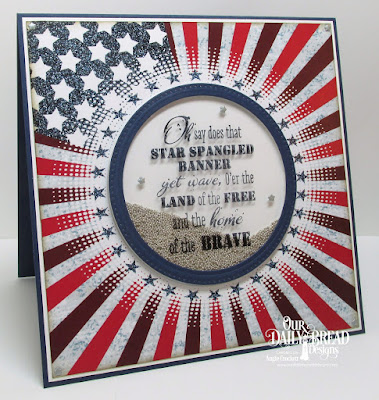 Oh say does that
STAR SPANGLED
BANNER
yet wave, O'er the
LAND of the FREE
and the home
of the BRAVE
OUR
DAILY BREAD
Designs